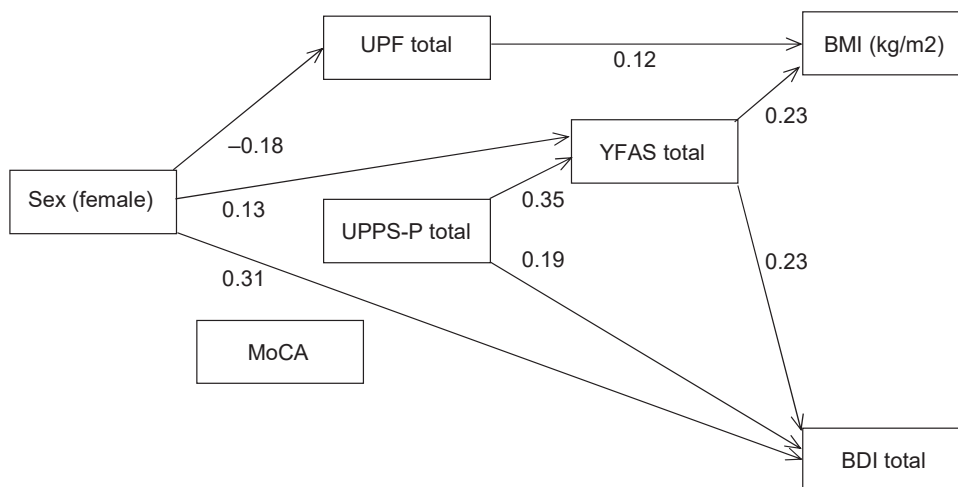 UPF total
BMI (kg/m2)
0.12
0.23
–0.18
YFAS total
Sex (female)
0.13
0.35
UPPS-P total
0.19
0.23
0.31
MoCA
BDI total